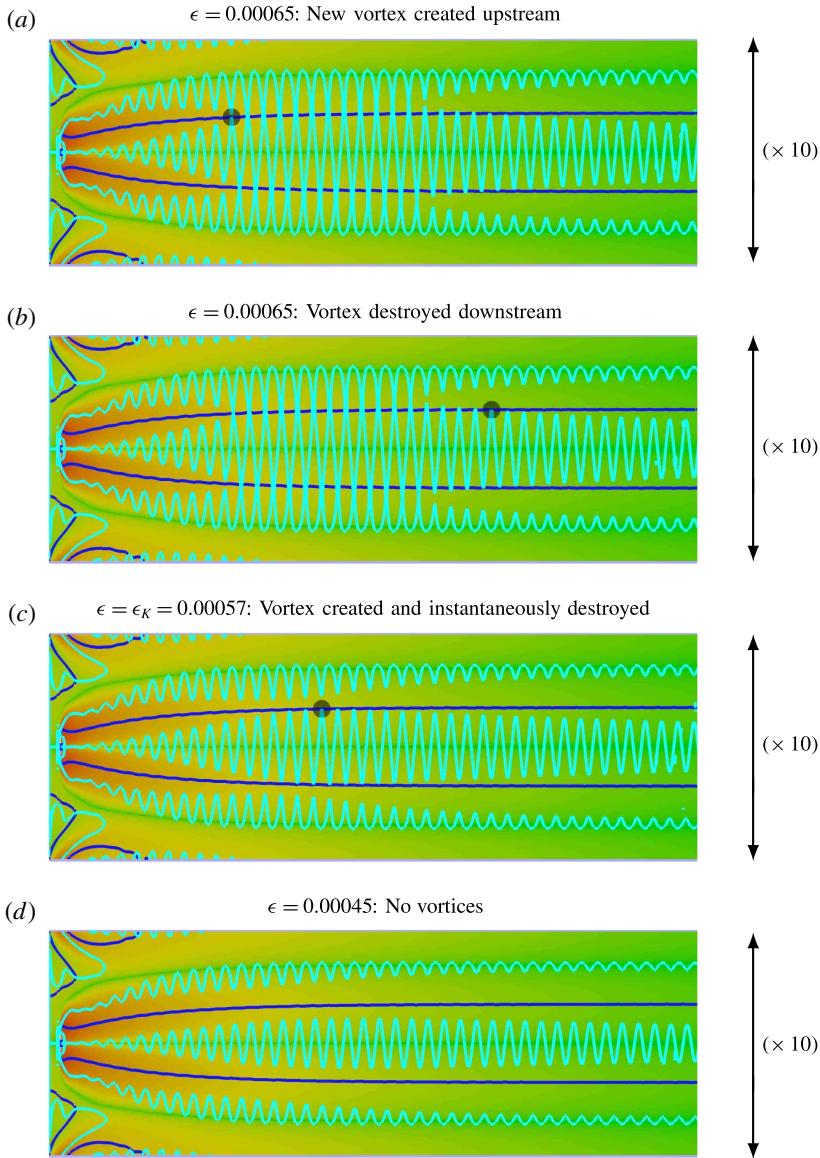 (a)
ϵ = 0.00065: New vortex created upstream
(× 10)
(b)
ϵ = 0.00065: Vortex destroyed downstream
(× 10)
(c)
ϵ = ϵ_K = 0.00057: Vortex created and instantaneously destroyed
(× 10)
(d)
ϵ = 0.00045: No vortices
(× 10)